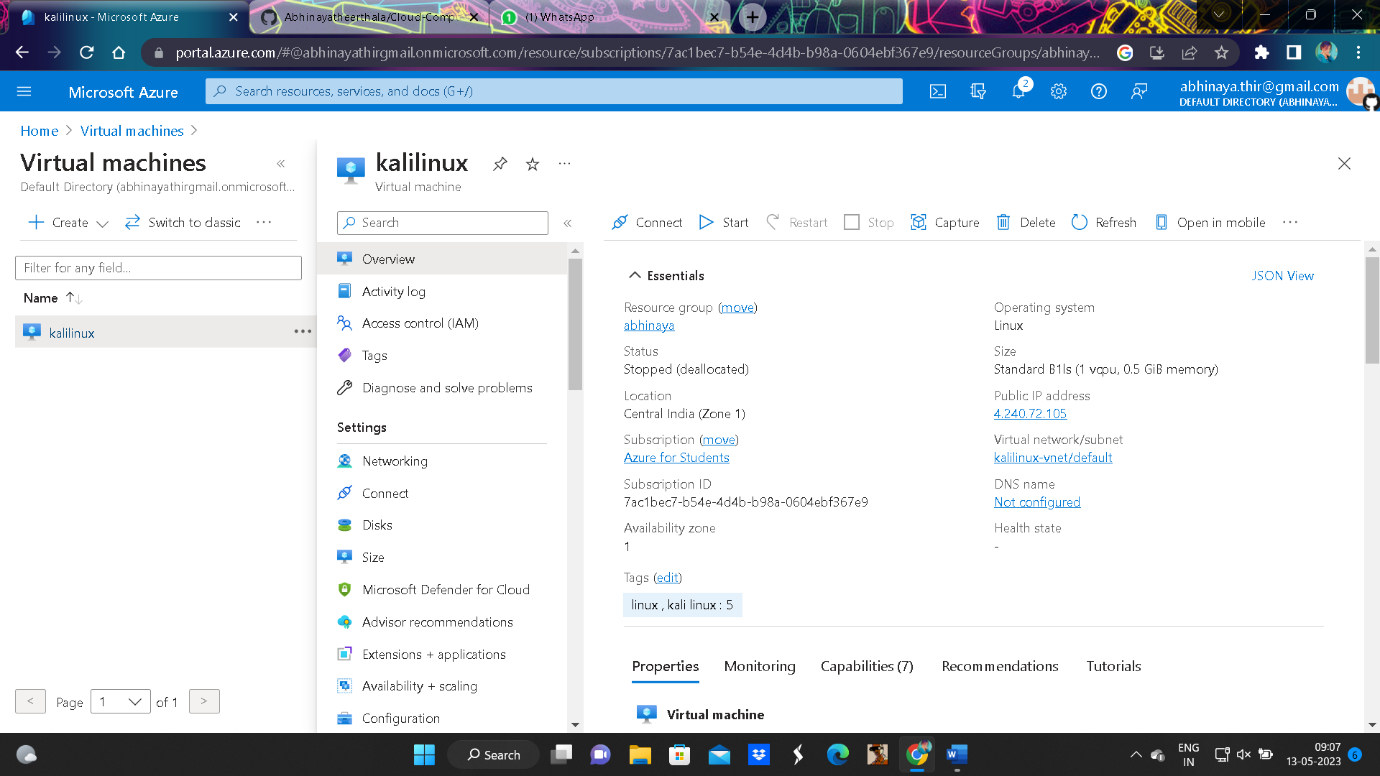 kalilinux - Microsoft Azure
Abhinayatheerthala/Cloud-Comp
(1) WhatsApp
portal.azure.com/#@abhinayathirgmail.onmicrosoft.com/resource/subscriptions/7ac1bec7-b54e-4d4b-b98a-0604ebf367e9/resourceGroups/abhinay...
Microsoft Azure
Search resources, services, and docs (G+/)
2
abhinaya.thir@gmail.com
DEFAULT DIRECTORY (ABHINAYA...
Home > Virtual machines >
Virtual machines
Default Directory (abhinayathirgmail.onmicrosoft...
Create
Switch to classic
Filter for any field...
Name
kalilinux
< Page 1 of 1 >
kalilinux
Virtual machine
Search
Overview
Activity log
Access control (IAM)
Tags
Diagnose and solve problems
Settings
Networking
Connect
Disks
Size
Microsoft Defender for Cloud
Advisor recommendations
Extensions + applications
Availability + scaling
Configuration
Connect Start Restart Stop Capture Delete Refresh Open in mobile
Essentials
JSON View
Resource group (move)
abhinaya
Status
Stopped (deallocated)
Location
Central India (Zone 1)
Subscription (move)
Azure for Students
Subscription ID
7ac1bec7-b54e-4d4b-b98a-0604ebf367e9
Availability zone
1
Operating system
Linux
Size
Standard B1ls (1 vcpu, 0.5 GiB memory)
Public IP address
4.240.72.105
Virtual network/subnet
kalilinux-vnet/default
DNS name
Not configured
Health state
-
Tags (edit)
linux , kali linux : 5
Properties Monitoring Capabilities (7) Recommendations Tutorials
Virtual machine
Search
ENG
IN
09:07
13-05-2023
6